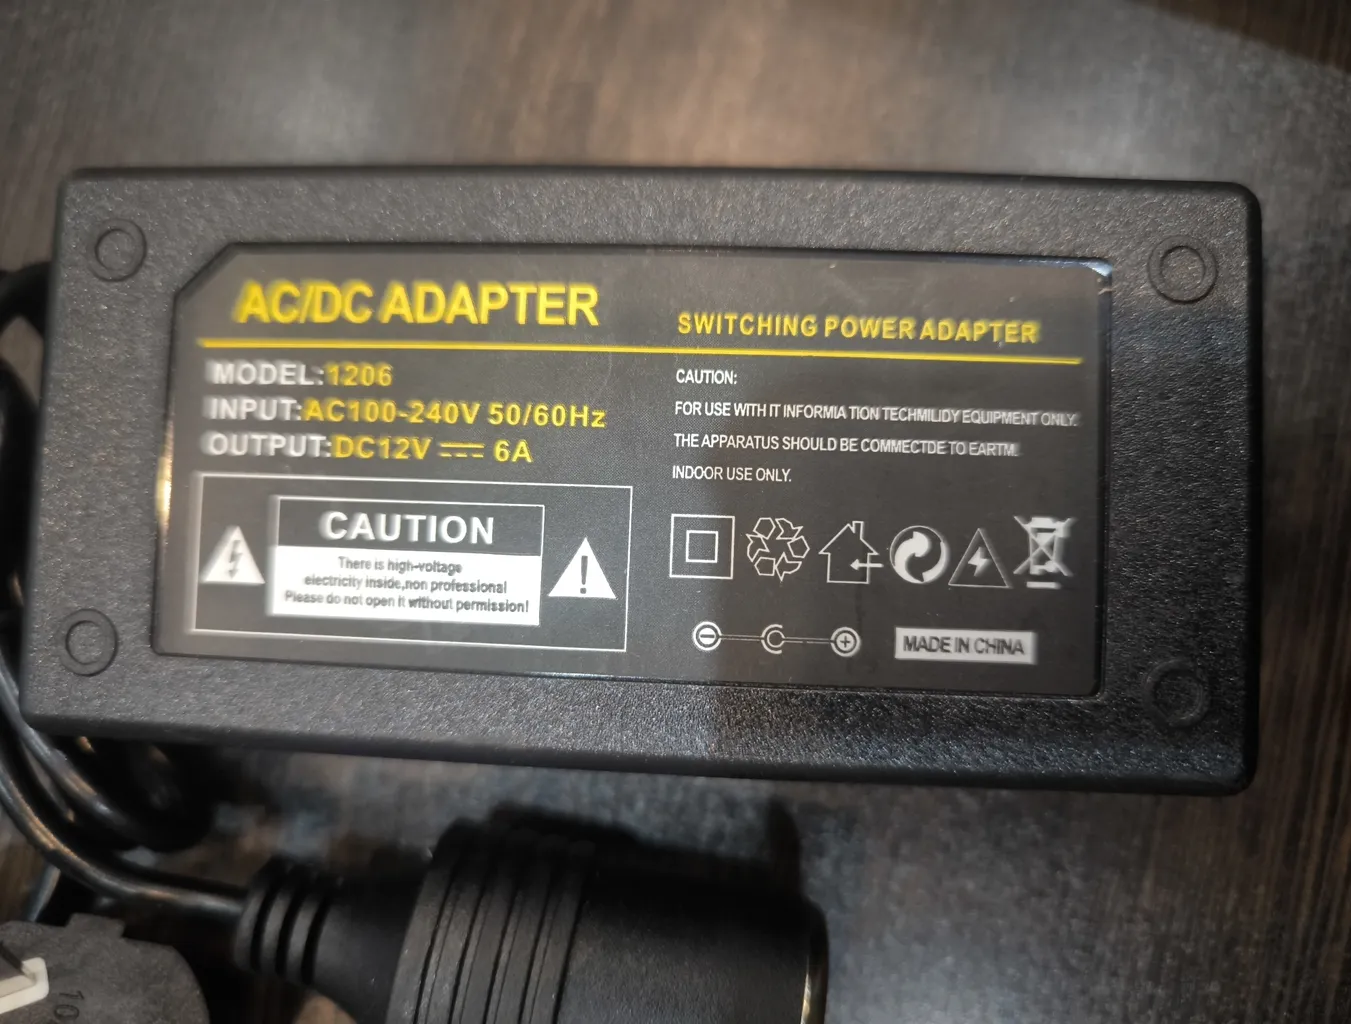 AC/DC ADAPTER
SWITCHING POWER ADAPTER
MODEL:1206
INPUT:AC100-240V 50/60Hz
OUTPUT:DC12V ⎓ 6A
CAUTION
There is high-voltage
electricity inside,non professional
Please do not open it without permission!
CAUTION:
FOR USE WITH IT INFORMIA TION TECHMILIDY EQUIPMENT ONLY.
THE APPARATUS SHOULD BE COMMECTDE TO EARTM.
INDOOR USE ONLY.
MADE IN CHINA